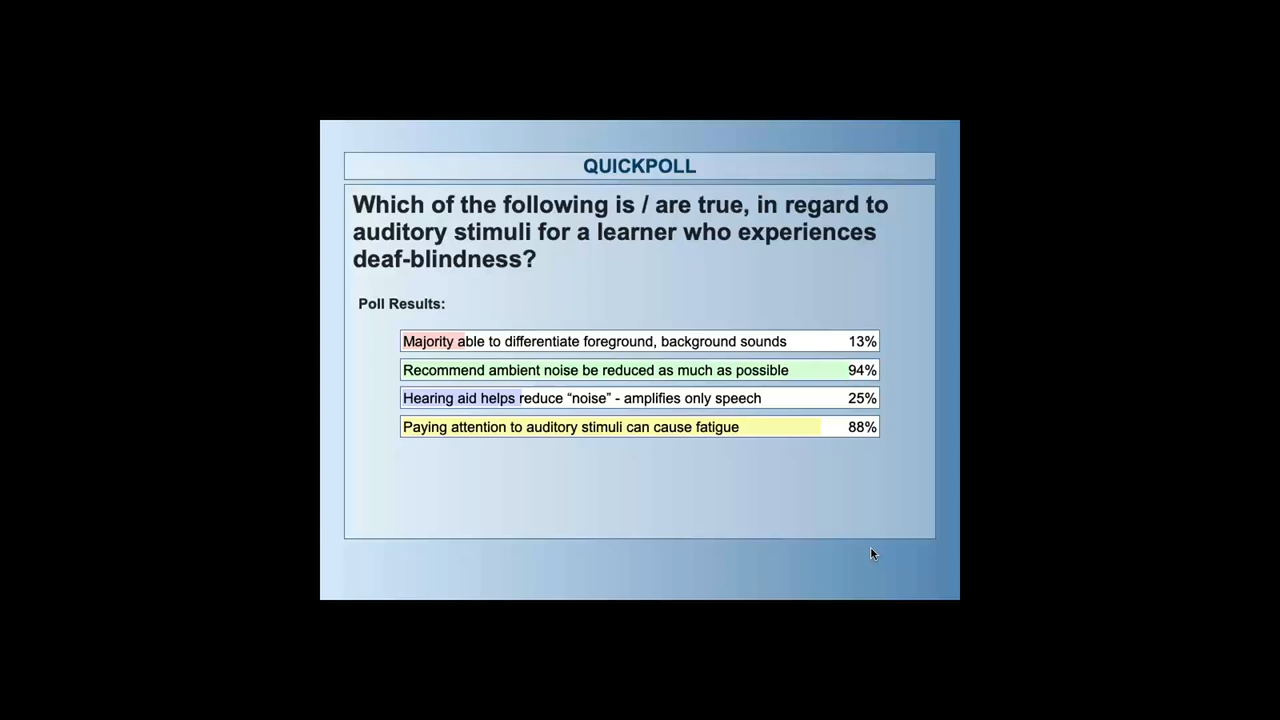 QUICKPOLL
Which of the following is / are true, in regard to
auditory stimuli for a learner who experiences
deaf-blindness?
Poll Results:
Majority able to differentiate foreground, background sounds 13%
Recommend ambient noise be reduced as much as possible 94%
Hearing aid helps reduce “noise” - amplifies only speech 25%
Paying attention to auditory stimuli can cause fatigue 88%